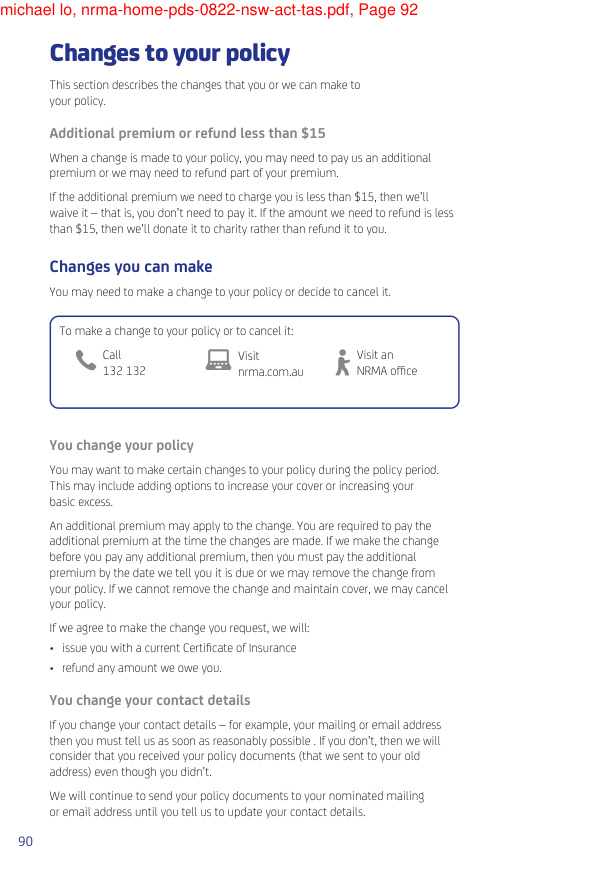 michael lo, nrma-home-pds-0822-nsw-act-tas.pdf, Page 92
Changes to your policy
This section describes the changes that you or we can make to
your policy.
Additional premium or refund less than $15
When a change is made to your policy, you may need to pay us an additional
premium or we may need to refund part of your premium.
If the additional premium we need to charge you is less than $15, then we'll
waive it – that is, you don't need to pay it. If the amount we need to refund is less
than $15, then we'll donate it to charity rather than refund it to you.
Changes you can make
You may need to make a change to your policy or decide to cancel it.
To make a change to your policy or to cancel it:
Call
132 132
Visit
nrma.com.au
Visit an
NRMA office
You change your policy
You may want to make certain changes to your policy during the policy period.
This may include adding options to increase your cover or increasing your
basic excess.
An additional premium may apply to the change. You are required to pay the
additional premium at the time the changes are made. If we make the change
before you pay any additional premium, then you must pay the additional
premium by the date we tell you it is due or we may remove the change from
your policy. If we cannot remove the change and maintain cover, we may cancel
your policy.
If we agree to make the change you request, we will:
• issue you with a current Certificate of Insurance
• refund any amount we owe you.
You change your contact details
If you change your contact details – for example, your mailing or email address
then you must tell us as soon as reasonably possible . If you don't, then we will
consider that you received your policy documents (that we sent to your old
address) even though you didn't.
We will continue to send your policy documents to your nominated mailing
or email address until you tell us to update your contact details.
90